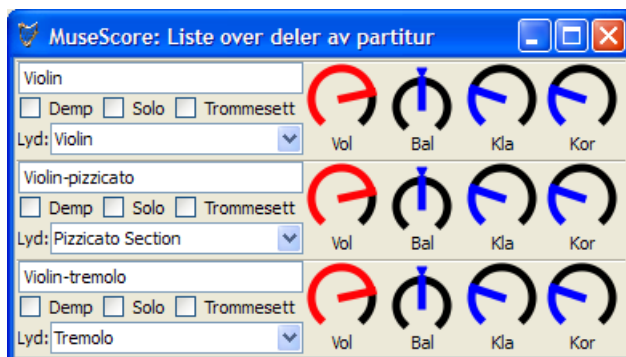 MuseScore: Liste over deler av partitur
Violin
Demp Solo Trommesett
Lyd: Violin
Vol Bal Kla Kor
Violin-pizzicato
Demp Solo Trommesett
Lyd: Pizzicato Section
Vol Bal Kla Kor
Violin-tremolo
Demp Solo Trommesett
Lyd: Tremolo
Vol Bal Kla Kor